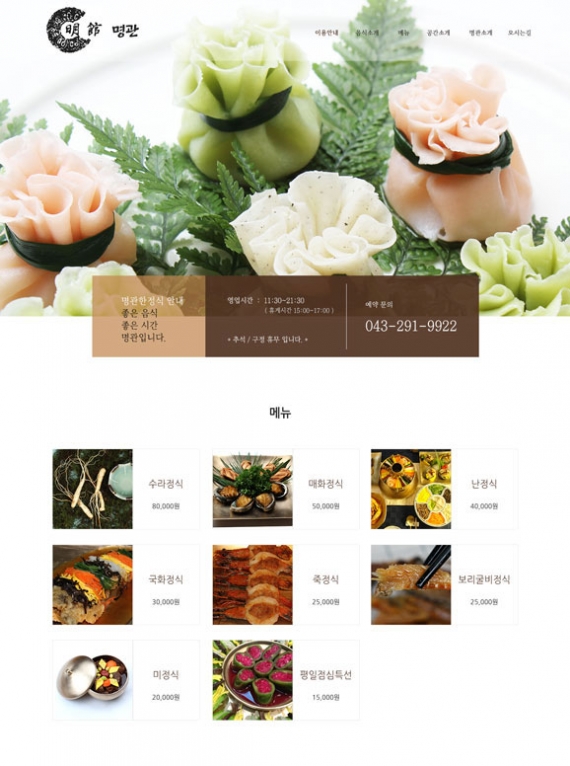 明館 명관
이용안내 음식소개 메뉴 공간소개 명관소개 오시는길
명관한정식 안내
좋은 음식
좋은 시간
명관입니다.
영업시간 : 11:30~21:30
( 휴게시간 15:00~17:00 )
* 추석 / 구정 휴무 입니다. *
예약 문의
043-291-9922
메뉴
수라정식
80,000원
매화정식
50,000원
난정식
40,000원
국화정식
30,000원
죽정식
25,000원
보리굴비정식
25,000원
미정식
20,000원
평일점심특선
15,000원